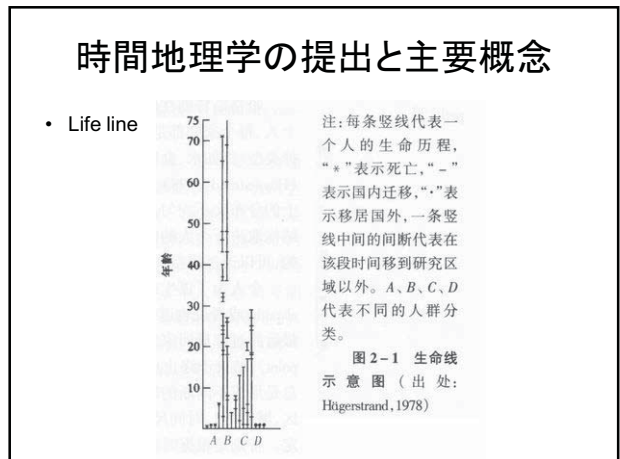 時間地理学の提出と主要概念
• Life line
75
60
50
40
30
20
10
年龄
A B C D
注:每条竖线代表一
个人的生命历程,
“*”表示死亡,“-”
表示国内迁移,“·”表
示移居国外,一条竖
线中间的间断代表在
该段时间移到研究区
域以外。A、B、C、D
代表不同的人群分
类。
图2-1 生命线
示意图(出处:
Hägerstrand,1978)